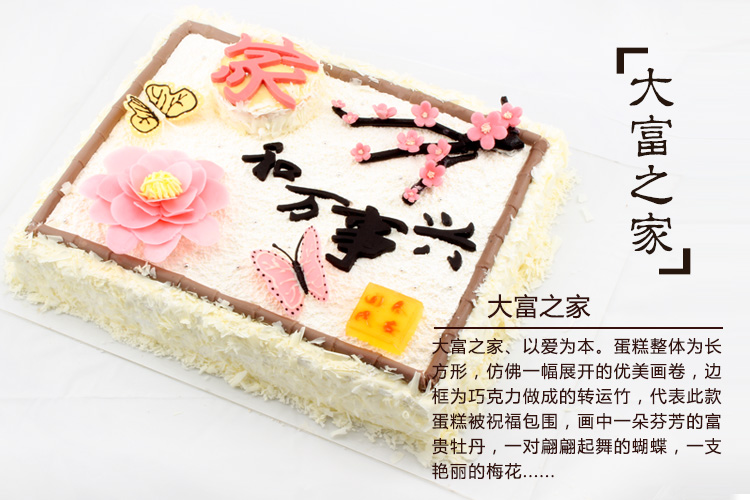 家
和万事兴
「大富之家」
大富之家
大富之家、以爱为本。蛋糕整体为长
方形，仿佛一幅展开的优美画卷，边
框为巧克力做成的转运竹，代表此款
蛋糕被祝福包围，画中一朵芬芳的富
贵牡丹，一对翩翩起舞的蝴蝶，一支
艳丽的梅花......